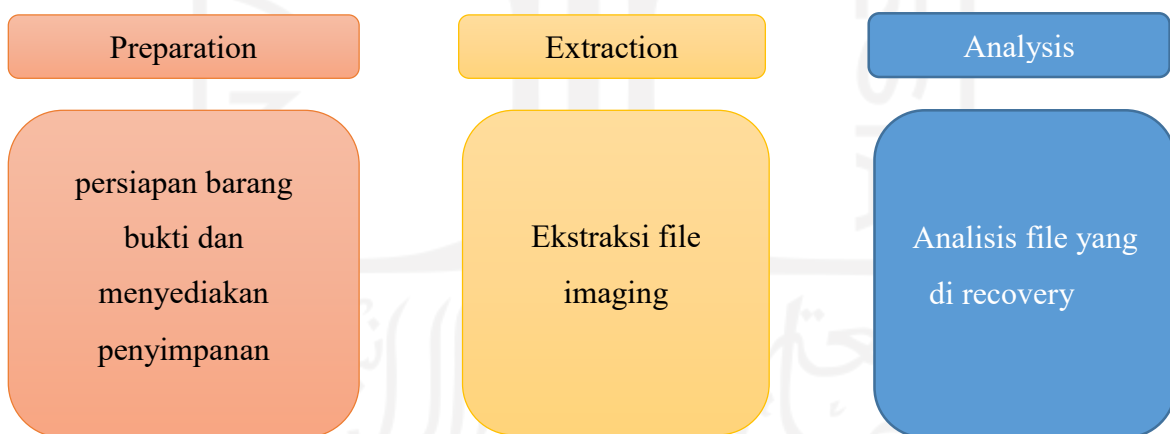 Preparation
Extraction
Analysis
persiapan barang
bukti dan
menyediakan
penyimpanan
Ekstraksi file
imaging
Analisis file yang
di recovery